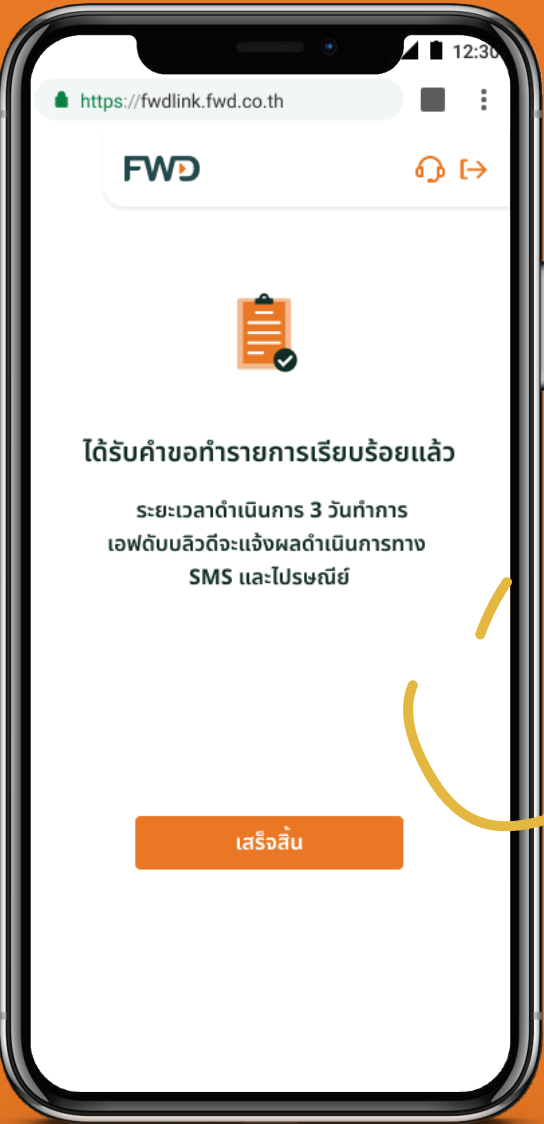 12:30
https://fwdlink.fwd.co.th
FWD
ได้รับคำขอทำรายการเรียบร้อยแล้ว
ระยะเวลาดำเนินการ 3 วันทำการ
เอฟดับบลิวดีจะแจ้งผลดำเนินการทาง
SMS และไปรษณีย์
เสร็จสิ้น